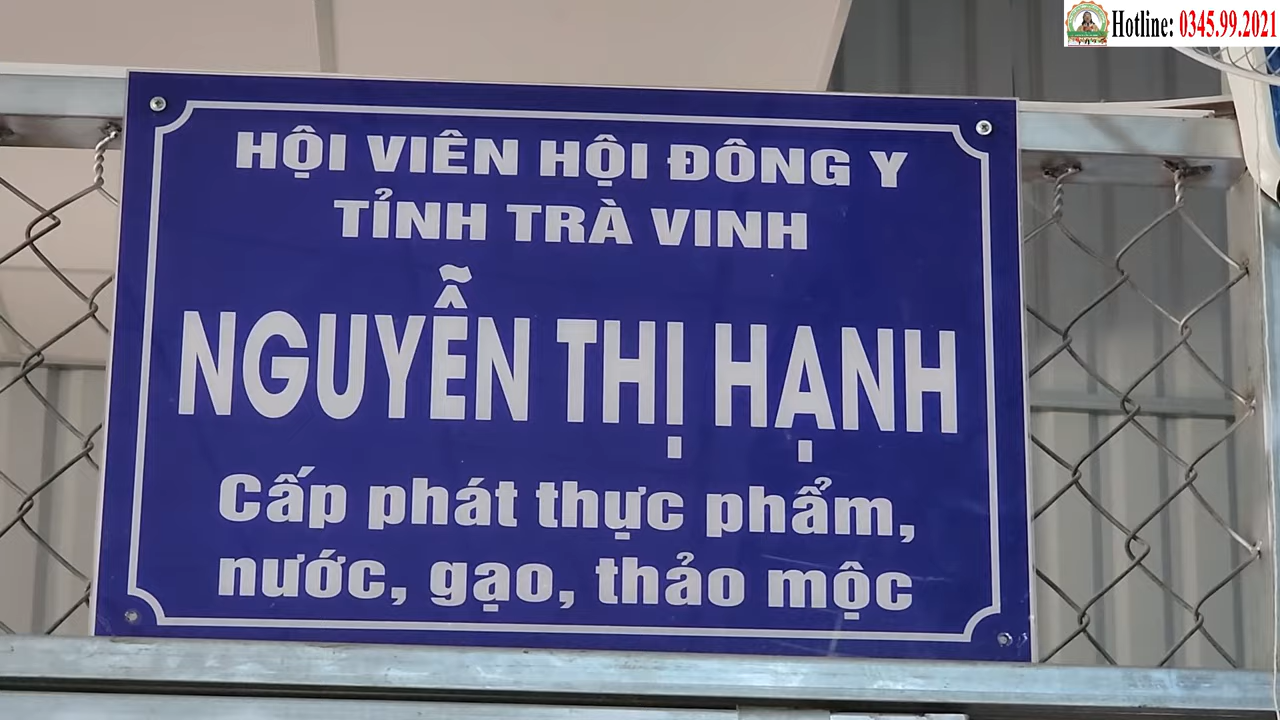 Hotline: 0345.99.2021
HỘI VIÊN HỘI ĐÔNG Y
TỈNH TRÀ VINH
NGUYỄN THỊ HẠNH
Cấp phát thực phẩm,
nước, gạo, thảo mộc